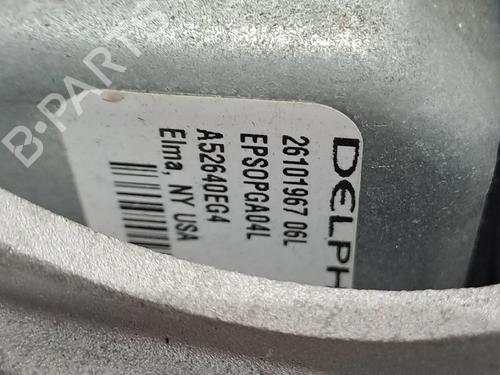 DELPH
26101967 06L
EPSOPGA04L
A52640EG4
Elma, NY USA
B-PARTS